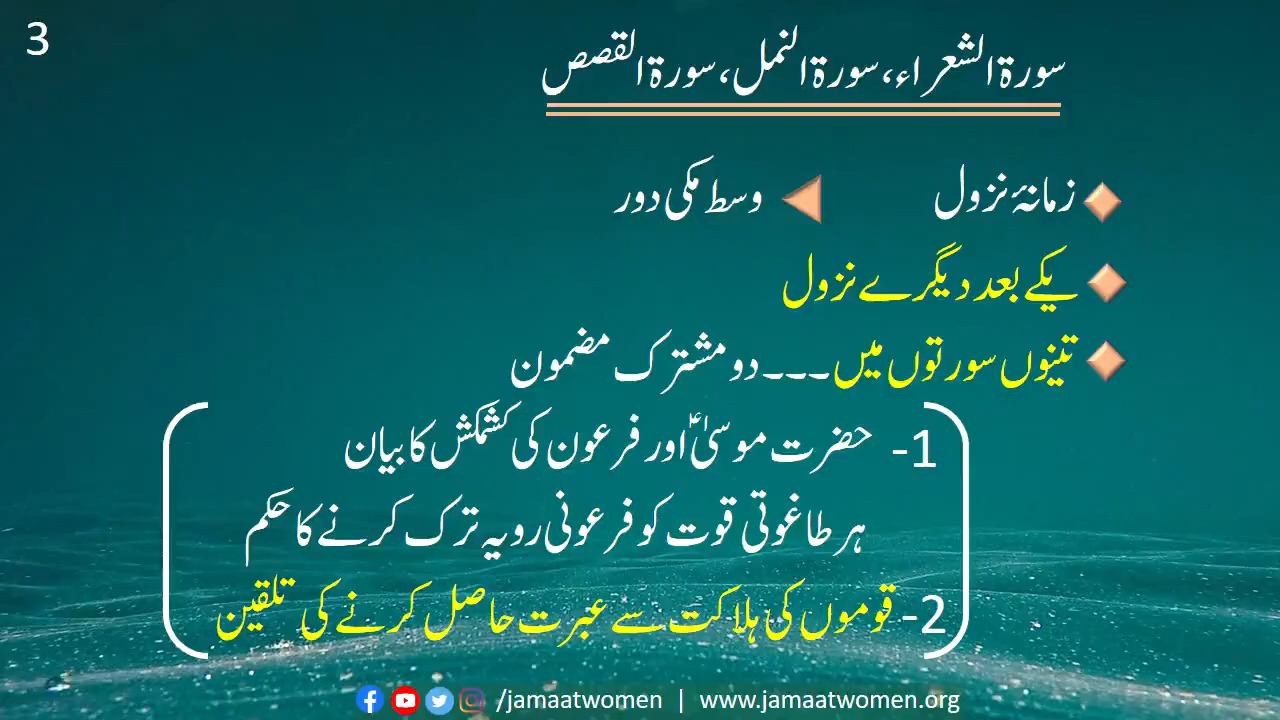 3
سورۃ الشعراء، سورۃ النمل، سورۃ القصص
زمانۂ نزول وسط مکی دور
یکے بعد دیگرے نزول
تینوں سورتوں میں ۔۔۔ دو مشترک مضمون
1- حضرت موسیٰؑ اور فرعون کی کشمکش کا بیان
ہر طاغوتی قوت کو فرعونی رویہ ترک کرنے کا حکم
2- قوموں کی ہلاکت سے عبرت حاصل کرنے کی تلقین
/jamaatwomen | www.jamaatwomen.org